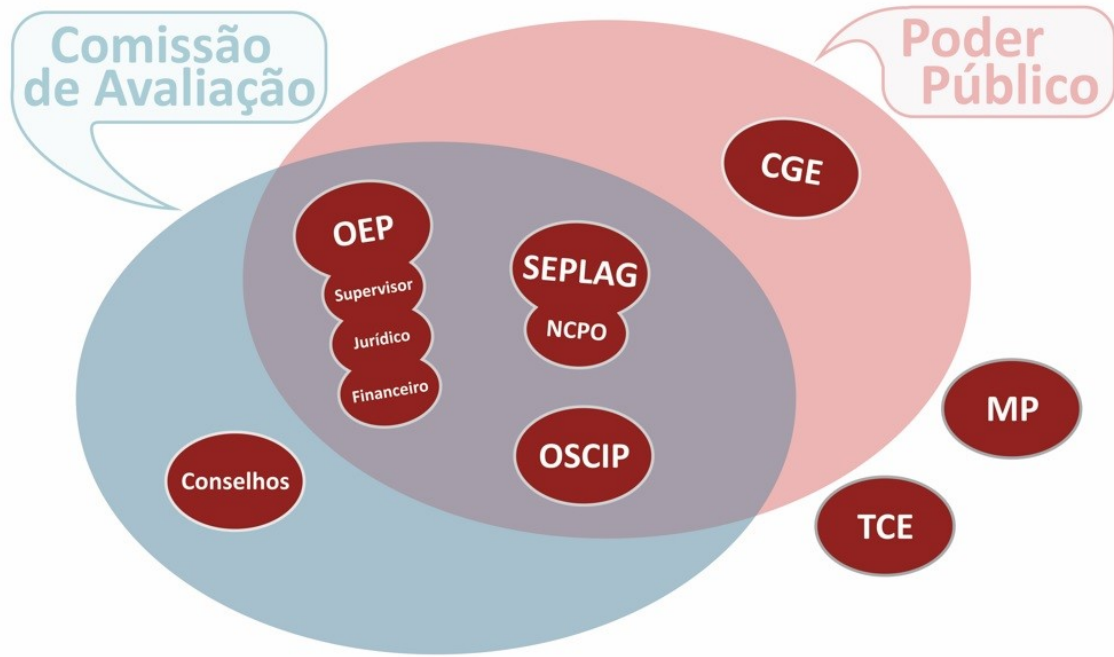 Comissão
de Avaliação
Poder
Público
CGE
OEP
Supervisor
Jurídico
Financeiro
SEPLAG
NCPO
OSCIP
Conselhos
MP
TCE